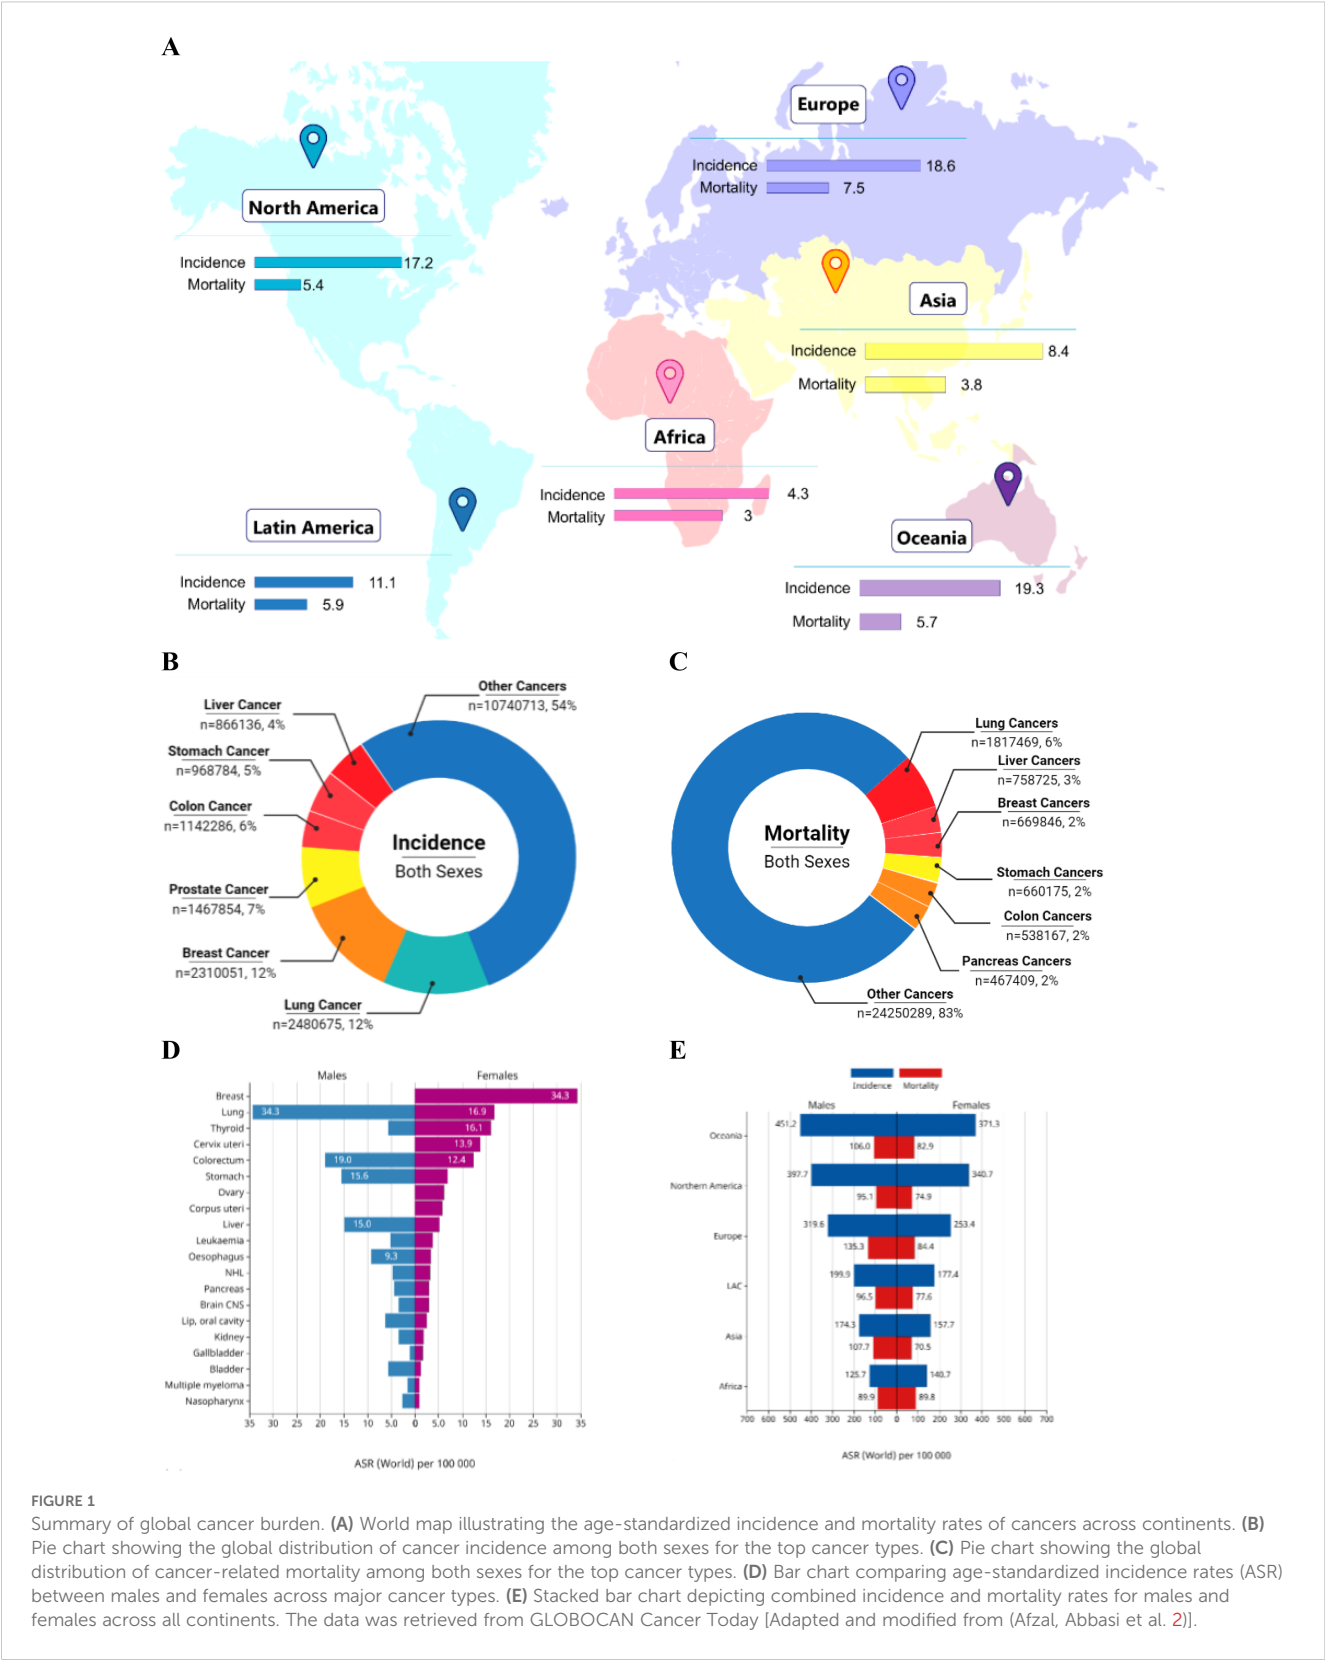 A
Europe
Incidence 18.6
Mortality 7.5
North America
Incidence 17.2
Mortality 5.4
Asia
Incidence 8.4
Mortality 3.8
Africa
Incidence 4.3
Mortality 3
Latin America
Incidence 11.1
Mortality 5.9
Oceania
Incidence 19.3
Mortality 5.7
B
Other Cancers
n=10740713, 54%
Liver Cancer
n=866136, 4%
Stomach Cancer
n=968784, 5%
Colon Cancer
n=1142286, 6%
Prostate Cancer
n=1467854, 7%
Breast Cancer
n=2310051, 12%
Lung Cancer
n=2480675, 12%
Incidence
Both Sexes
C
Lung Cancers
n=1817469, 6%
Liver Cancers
n=758725, 3%
Breast Cancers
n=669846, 2%
Stomach Cancers
n=660175, 2%
Colon Cancers
n=538167, 2%
Pancreas Cancers
n=467409, 2%
Other Cancers
n=24250289, 83%
Mortality
Both Sexes
D
Males Females
Breast 34.3
Lung 34.3 16.9
Thyroid 16.1
Cervix uteri 13.9
Colorectum 19.0 12.4
Stomach 15.6
Ovary
Corpus uteri
Liver 15.0
Leukaemia
Oesophagus 9.3
NHL
Pancreas
Brain CNS
Lip, oral cavity
Kidney
Gallbladder
Bladder
Multiple myeloma
Nasopharynx
35 30 25 20 15 10 5.0 0 5.0 10 15 20 25 30 35
ASR (World) per 100 000
E
Incidence Mortality
Males Females
Oceania 451.2 371.3
106.0 82.9
Northern America 397.7 340.7
95.1 74.9
Europe 319.6 253.4
135.3 84.4
LAC 199.9 177.4
96.5 77.6
Asia 174.3 157.7
107.7 70.5
Africa 125.7 140.7
89.9 89.8
700 600 500 400 300 200 100 0 100 200 300 400 500 600 700
ASR (World) per 100 000
FIGURE 1
Summary of global cancer burden. (A) World map illustrating the age-standardized incidence and mortality rates of cancers across continents. (B)
Pie chart showing the global distribution of cancer incidence among both sexes for the top cancer types. (C) Pie chart showing the global
distribution of cancer-related mortality among both sexes for the top cancer types. (D) Bar chart comparing age-standardized incidence rates (ASR)
between males and females across major cancer types. (E) Stacked bar chart depicting combined incidence and mortality rates for males and
females across all continents. The data was retrieved from GLOBOCAN Cancer Today [Adapted and modified from (Afzal, Abbasi et al. 2)].